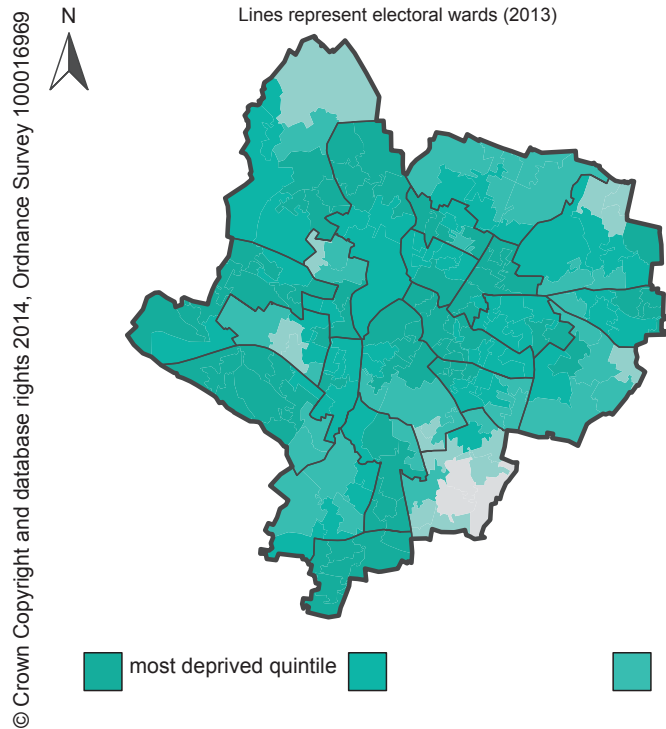 N
Lines represent electoral wards (2013)
© Crown Copyright and database rights 2014, Ordnance Survey 100016969
most deprived quintile